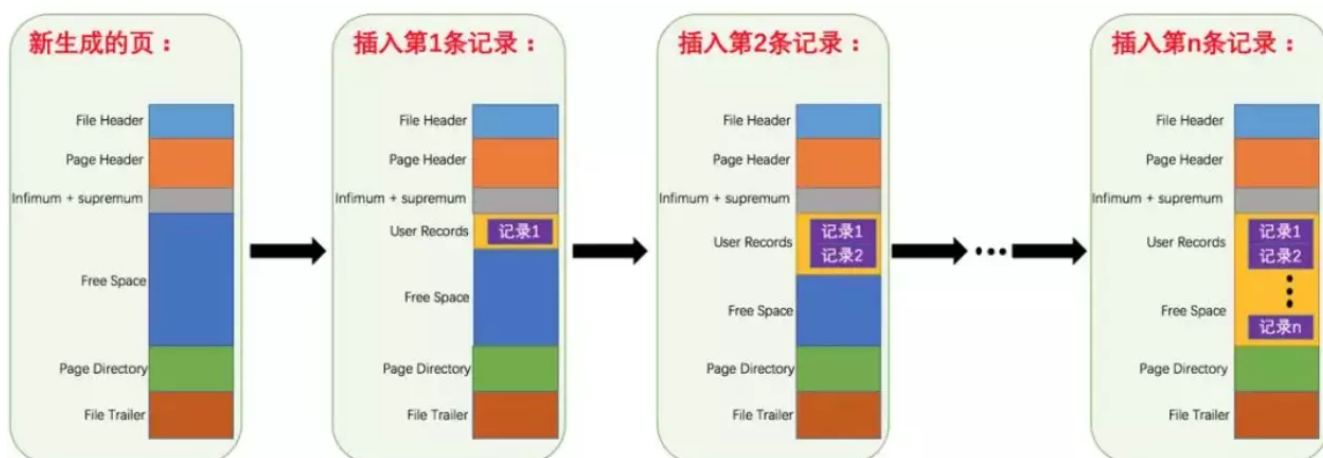 新生成的页：
File Header
Page Header
Infimum + supremum
Free Space
Page Directory
File Trailer
插入第1条记录：
File Header
Page Header
Infimum + supremum
User Records
记录1
Free Space
Page Directory
File Trailer
插入第2条记录：
File Header
Page Header
Infimum + supremum
User Records
记录1
记录2
Free Space
Page Directory
File Trailer
插入第n条记录：
File Header
Page Header
Infimum + supremum
User Records
记录1
记录2
Free Space
记录n
Page Directory
File Trailer